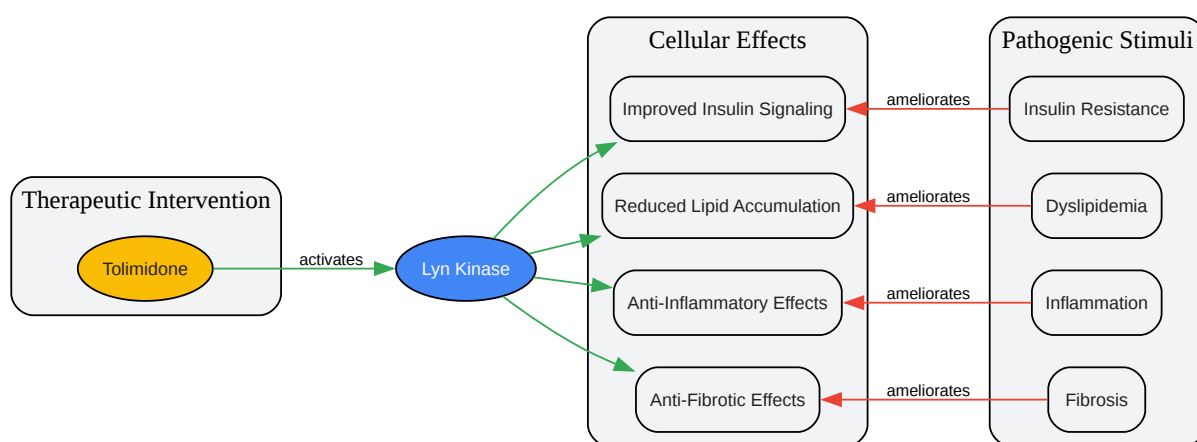 Therapeutic Intervention
Tolimidone
activates
Lyn Kinase
Cellular Effects
Improved Insulin Signaling
Reduced Lipid Accumulation
Anti-Inflammatory Effects
Anti-Fibrotic Effects
ameliorates
ameliorates
ameliorates
ameliorates
Pathogenic Stimuli
Insulin Resistance
Dyslipidemia
Inflammation
Fibrosis